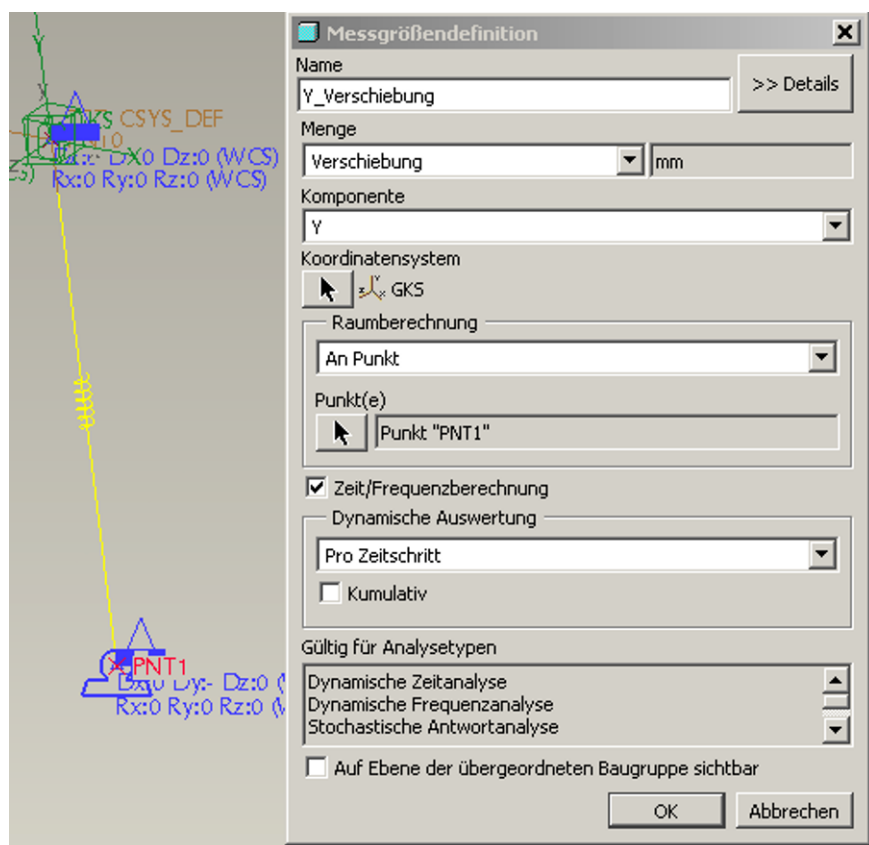 Y
CSYS_DEF
DX0 Dz:0 (WCS)
Rx:0 Ry:0 Rz:0 (WCS)
PNT1
Dy:- Dz:0
Rx:0 Ry:0 Rz:0
Messgrößendefinition
Name
>> Details
Y_Verschiebung
Menge
Verschiebung mm
Komponente
Y
Koordinatensystem
GKS
Raumberechnung
An Punkt
Punkt(e)
Punkt "PNT1"
Zeit/Frequenzberechnung
Dynamische Auswertung
Pro Zeitschritt
Kumulativ
Gültig für Analysetypen
Dynamische Zeitanalyse
Dynamische Frequenzanalyse
Stochastische Antwortanalyse
Auf Ebene der übergeordneten Baugruppe sichtbar
OK Abbrechen